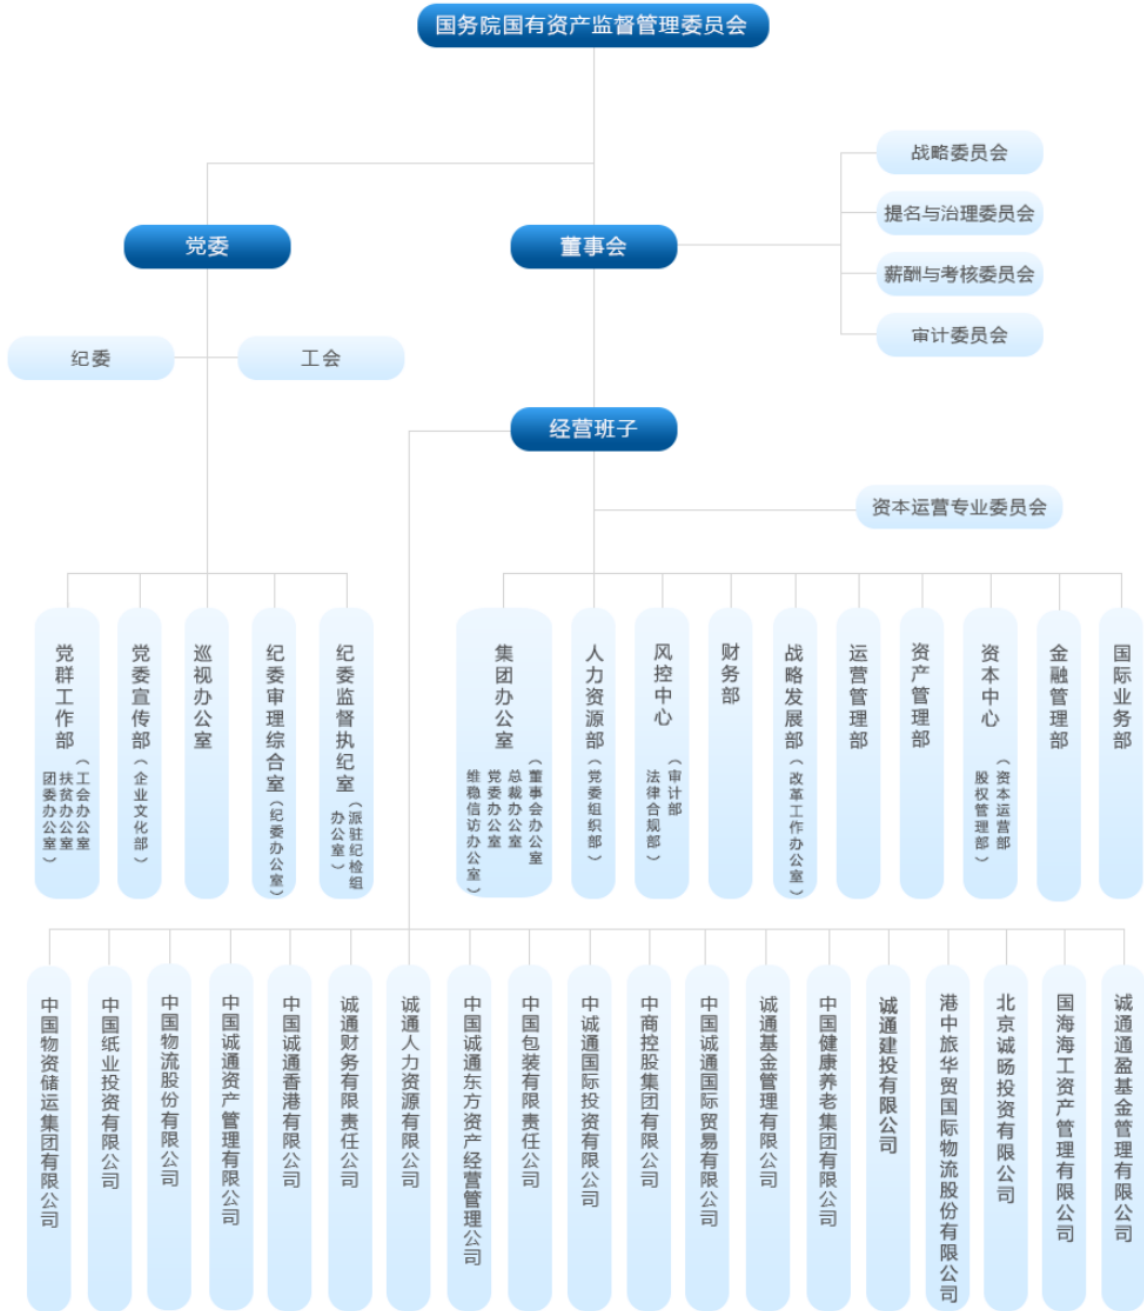 国务院国有资产监督管理委员会
战略委员会
提名与治理委员会
党委
董事会
薪酬与考核委员会
审计委员会
纪委
工会
经营班子
资本运营专业委员会
党群工作部
（工会办公室
扶贫办公室
团委办公室）
党委宣传部（企业文化部）
巡视办公室
纪委审理综合室（纪委办公室）
纪委监督执纪室
（派驻纪检组
办公室）
集团办公室
（董事会办公室
总裁办公室
党委办公室
维稳信访办公室）
人力资源部（党委组织部）
风控中心
（审计部
法律合规部）
财务部
战略发展部（改革工作办公室）
运营管理部
资产管理部
资本中心
（资本运营部
股权管理部）
金融管理部
国际业务部
中国物资储运集团有限公司
中国纸业投资有限公司
中国物流股份有限公司
中国诚通资产管理有限公司
中国诚通香港有限公司
诚通财务有限责任公司
诚通人力资源有限公司
中国诚通东方资产经营管理公司
中国包装有限责任公司
中诚通国际投资有限公司
中商控股集团有限公司
中国诚通国际贸易有限公司
诚通基金管理有限公司
中国健康养老集团有限公司
诚通建投有限公司
港中旅华贸国际物流股份有限公司
北京诚旸投资有限公司
国海海工资产管理有限公司
诚通通盈基金管理有限公司